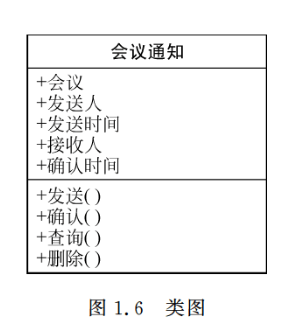 会议通知
+会议
+发送人
+发送时间
+接收人
+确认时间
+发送()
+确认()
+查询()
+删除()
图 1.6 类图